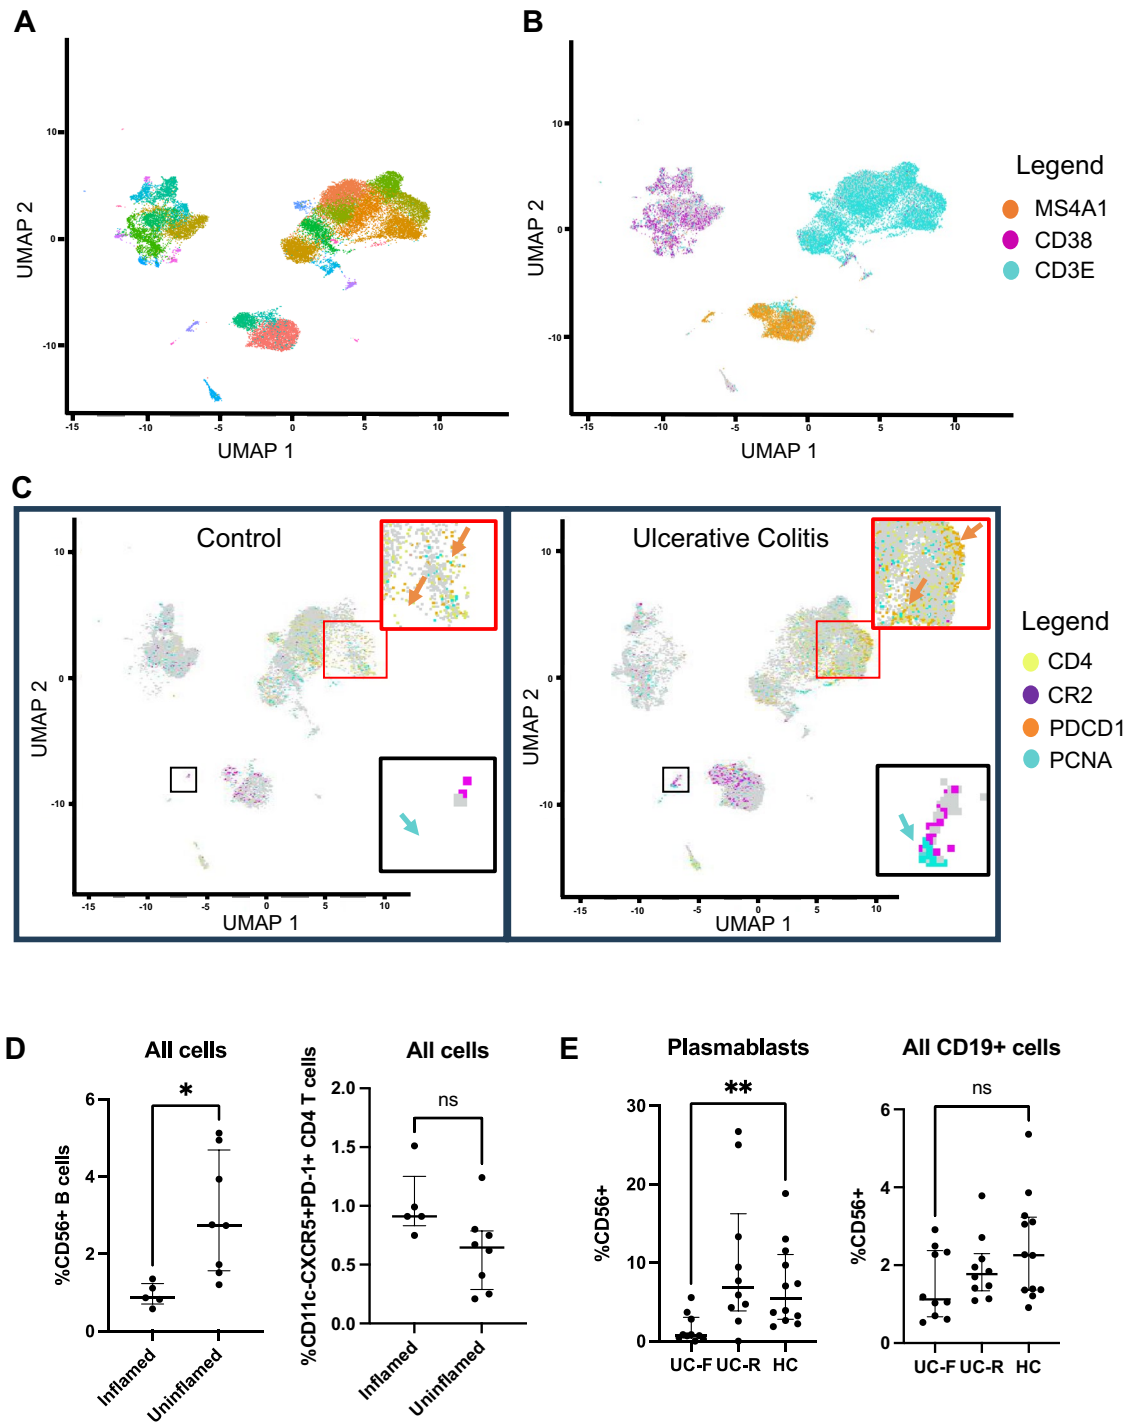 A
B
10
0
-10
UMAP 2
-15
-10
-5
0
5
10
UMAP 1
10
0
-10
UMAP 2
-15
-10
-5
0
5
10
UMAP 1
Legend
MS4A1
CD38
CD3E
C
Control
10
0
-10
UMAP 2
-15
-10
-5
0
5
10
UMAP 1
Ulcerative Colitis
10
0
-10
UMAP 2
-15
-10
-5
0
5
10
UMAP 1
Legend
CD4
CR2
PDCD1
PCNA
D
All cells
*
%CD56+ B cells
6
4
2
0
Inflamed
Uninflamed
All cells
ns
%CD11c-CXCR5+PD-1+ CD4 T cells
2.0
1.5
1.0
0.5
0.0
Inflamed
Uninflamed
E
Plasmablasts
**
%CD56+
30
20
10
0
UC-F UC-R HC
All CD19+ cells
ns
%CD56+
6
4
2
0
UC-F UC-R HC